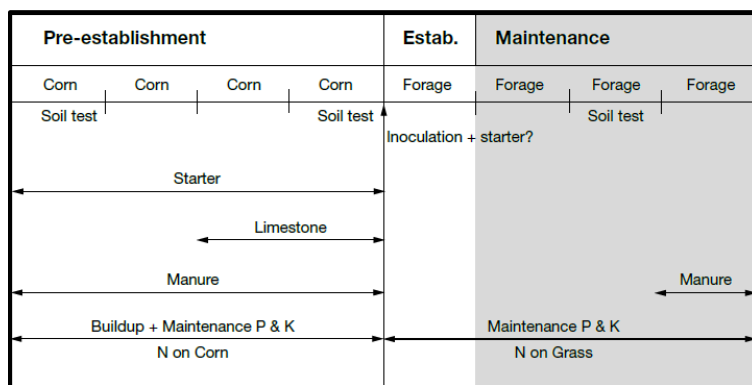 Pre-establishment Estab. Maintenance
Corn Corn Corn Corn Forage Forage Forage Forage
Soil test Soil test Soil test
Inoculation + starter?
Starter
Limestone
Manure Manure
Buildup + Maintenance P & K Maintenance P & K
N on Corn N on Grass